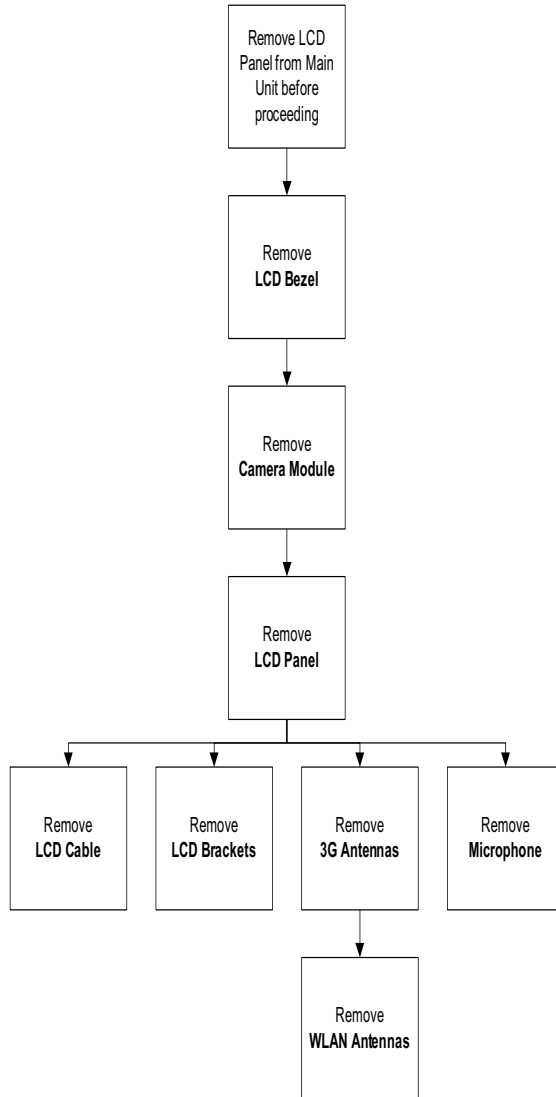 Remove LCD
Panel from Main
Unit before
proceeding
Remove
LCD Bezel
Remove
Camera Module
Remove
LCD Panel
Remove
LCD Cable
Remove
LCD Brackets
Remove
3G Antennas
Remove
Microphone
Remove
WLAN Antennas